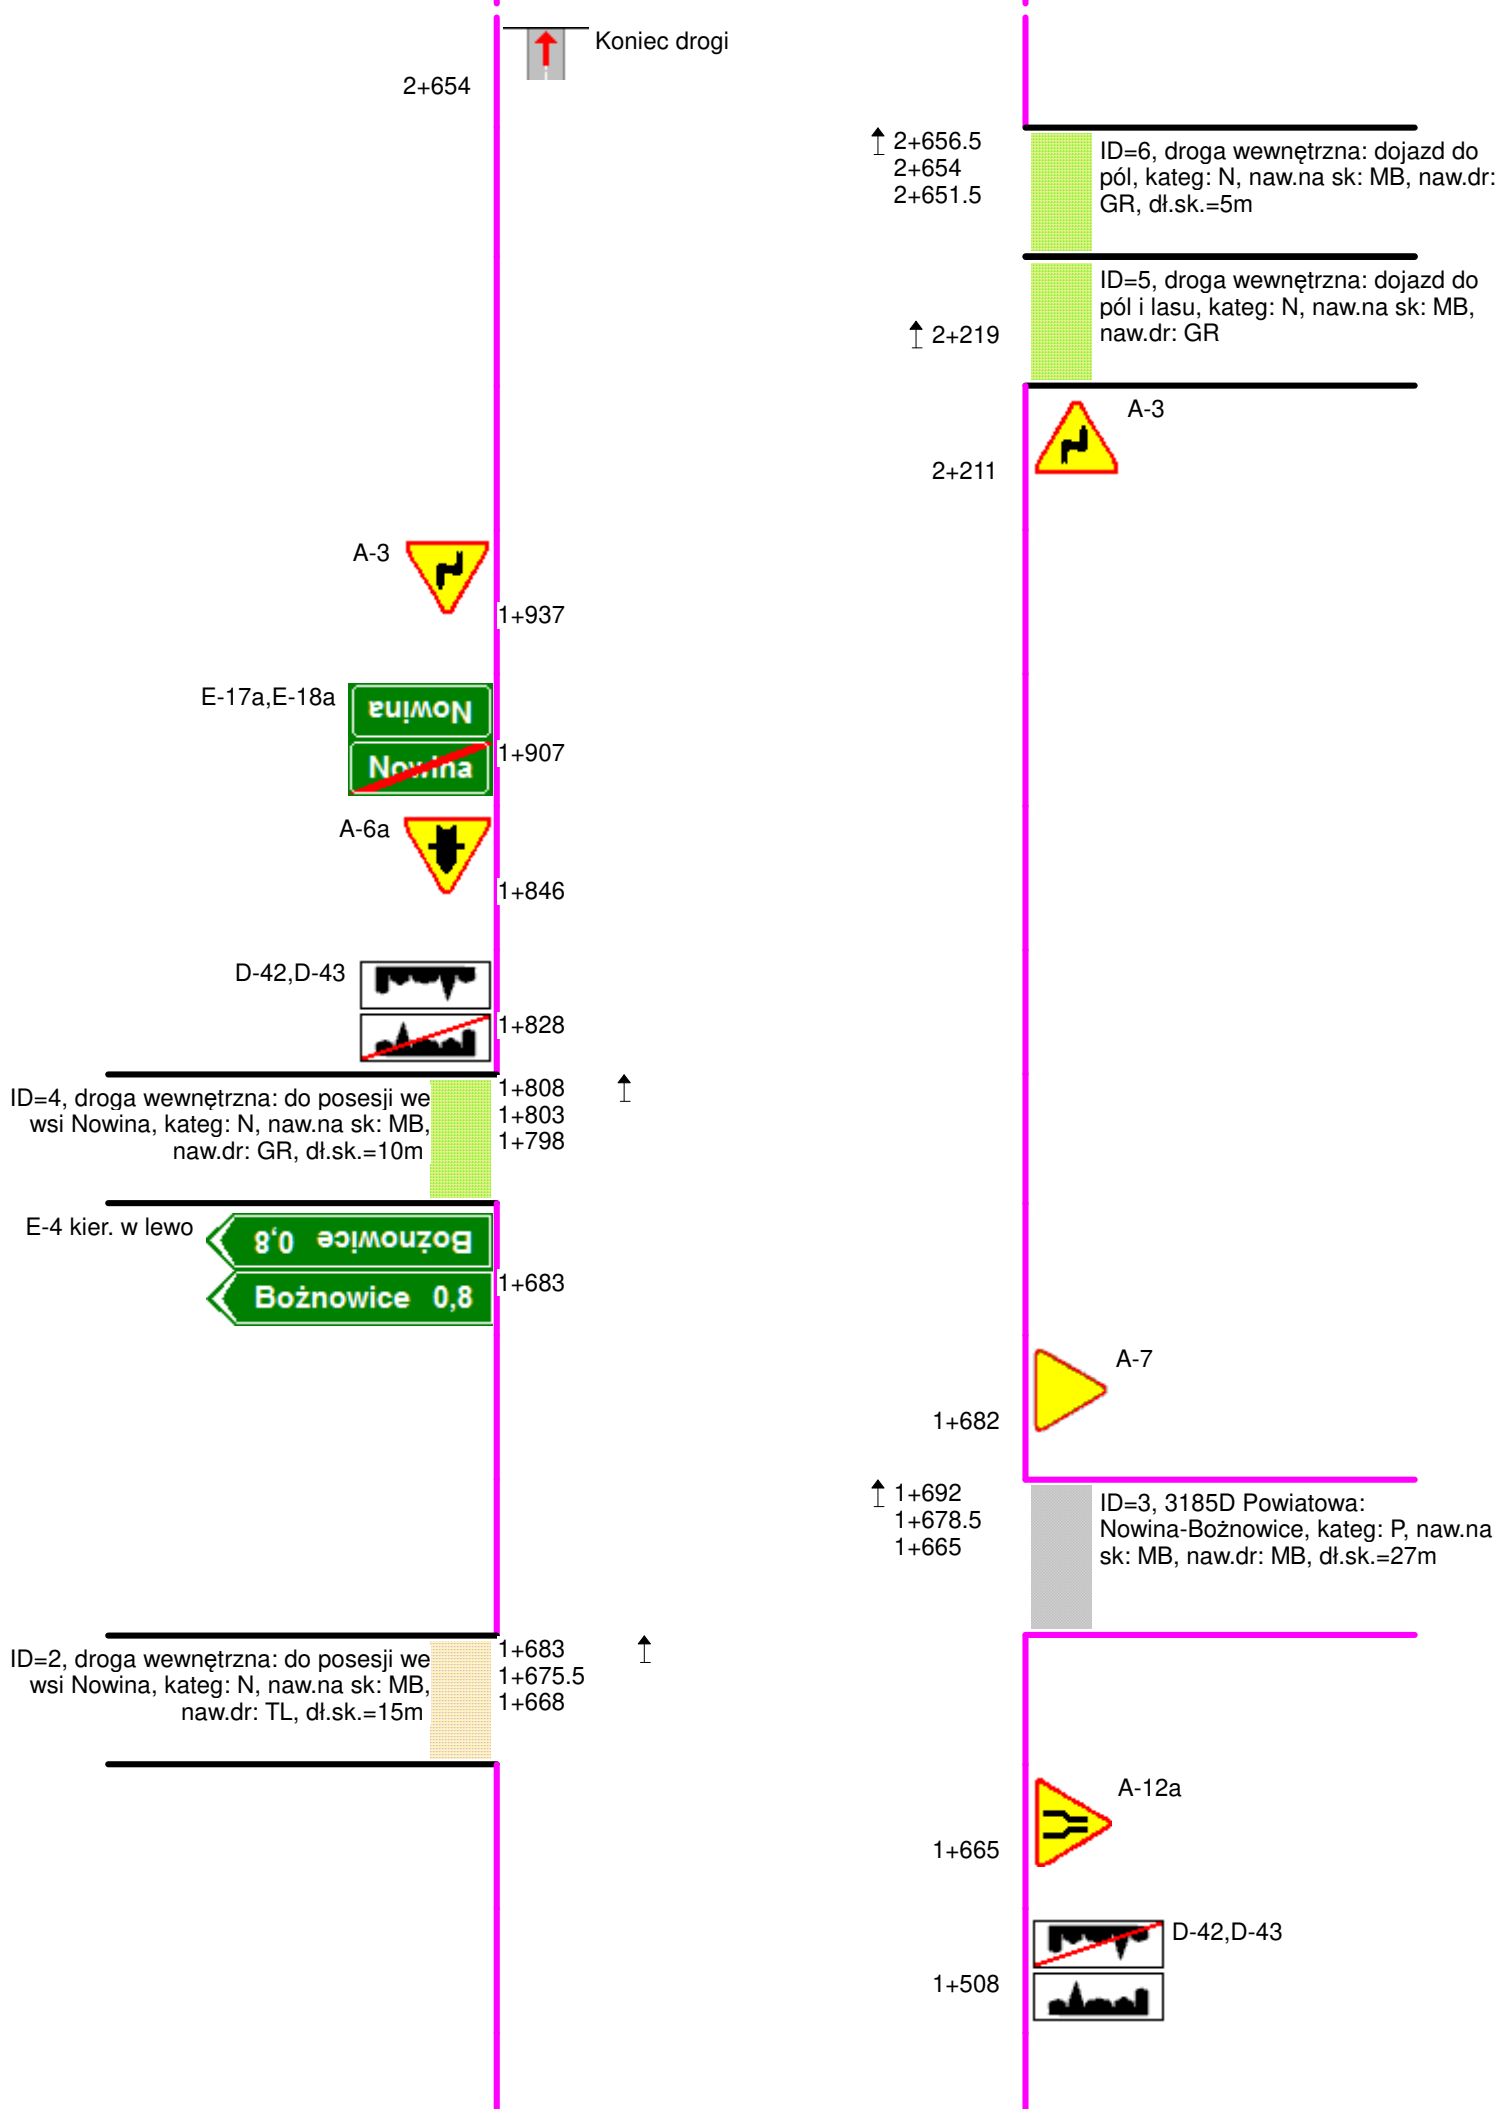 Koniec drogi
2+654
2+656.5
2+654
2+651.5
ID=6, droga wewnętrzna: dojazd do
pól, kateg: N, naw.na sk: MB, naw.dr:
GR, dł.sk.=5m
ID=5, droga wewnętrzna: dojazd do
pól i lasu, kateg: N, naw.na sk: MB,
naw.dr: GR
2+219
A-3
2+211
A-3
1+937
E-17a,E-18a
Nowina
Nowina
1+907
A-6a
1+846
D-42,D-43
1+828
ID=4, droga wewnętrzna: do posesji we
wsi Nowina, kateg: N, naw.na sk: MB,
naw.dr: GR, dł.sk.=10m
1+808
1+803
1+798
E-4 kier. w lewo
Bożnowice 0,8
Bożnowice 0,8
1+683
A-7
1+682
1+692
1+678.5
1+665
ID=3, 3185D Powiatowa:
Nowina-Bożnowice, kateg: P, naw.na
sk: MB, naw.dr: MB, dł.sk.=27m
ID=2, droga wewnętrzna: do posesji we
wsi Nowina, kateg: N, naw.na sk: MB,
naw.dr: TL, dł.sk.=15m
1+683
1+675.5
1+668
A-12a
1+665
D-42,D-43
1+508